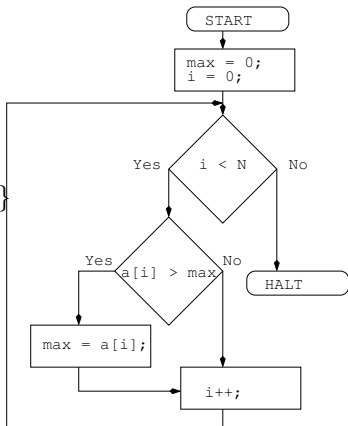 START
max = 0;
i = 0;
Yes
i < N
No
}
Yes
a[i] > max
No
HALT
max = a[i];
i++;